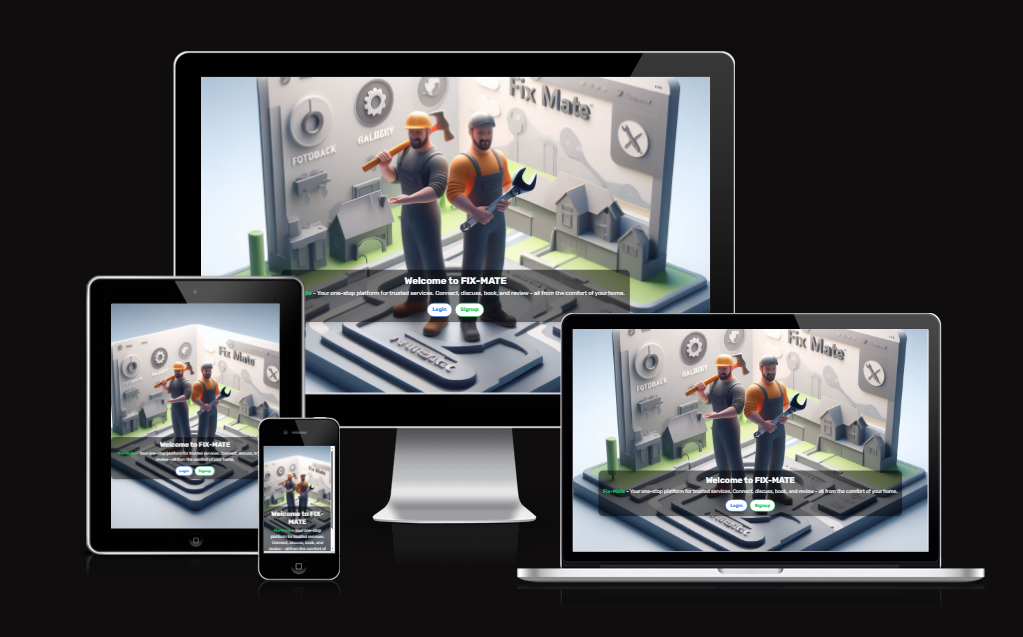 Fix Mate
GALBEGY
FOTOBACK
Welcome to FIX-MATE
- Your one-stop platform for trusted services. Connect, discuss, book, and review - all from the comfort of your home.
Login
Signup
Fix Mate
GALBEGY
FOTOBACK
Welcome to FIX-MATE
Fix-Mate - Your one-stop platform for trusted services. Connect, discuss, book, and review - all from the comfort of your home.
Login
Signup
Fix Mate
Welcome to FIX-MATE
Fix-Mate - Your one-stop platform for trusted services. Connect, discuss, book,
review - all from the comfort of your home.
Login
Signup
Welcome to FIX-
MATE
Fix-Mate - Your one-stop
platform for trusted services.
Connect, discuss, book, and
review - all from the comfort of